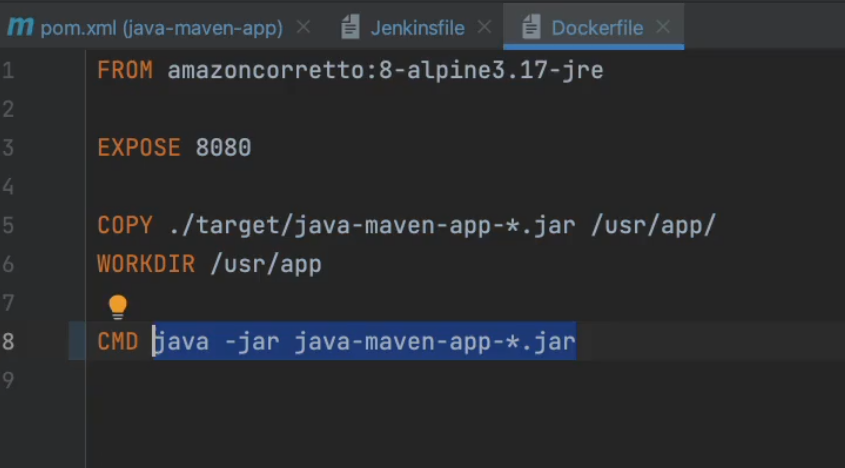 m pom.xml (java-maven-app) × Jenkinsfile × Dockerfile ×
1 FROM amazoncorretto:8-alpine3.17-jre
2
3 EXPOSE 8080
4
5 COPY ./target/java-maven-app-*.jar /usr/app/
6 WORKDIR /usr/app
7
8 CMD java -jar java-maven-app-*.jar
9